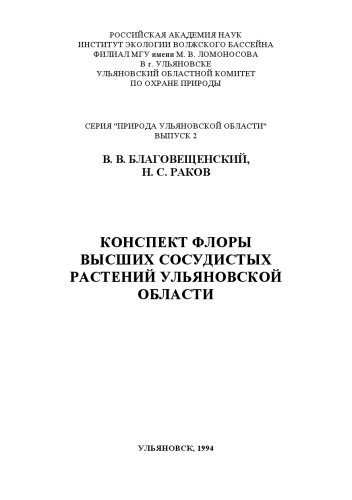 РОССИЙСКАЯ АКАДЕМИЯ НАУК
ИНСТИТУТ ЭКОЛОГИИ ВОЛЖСКОГО БАССЕЙНА
ФИЛИАЛ МГУ имени М. В. ЛОМОНОСОВА
В г. УЛЬЯНОВСКЕ
УЛЬЯНОВСКИЙ ОБЛАСТНОЙ КОМИТЕТ
ПО ОХРАНЕ ПРИРОДЫ
СЕРИЯ "ПРИРОДА УЛЬЯНОВСКОЙ ОБЛАСТИ"
ВЫПУСК 2
В. В. БЛАГОВЕЩЕНСКИЙ,
Н. С. РАКОВ
КОНСПЕКТ ФЛОРЫ
ВЫСШИХ СОСУДИСТЫХ
РАСТЕНИЙ УЛЬЯНОВСКОЙ
ОБЛАСТИ
УЛЬЯНОВСК, 1994